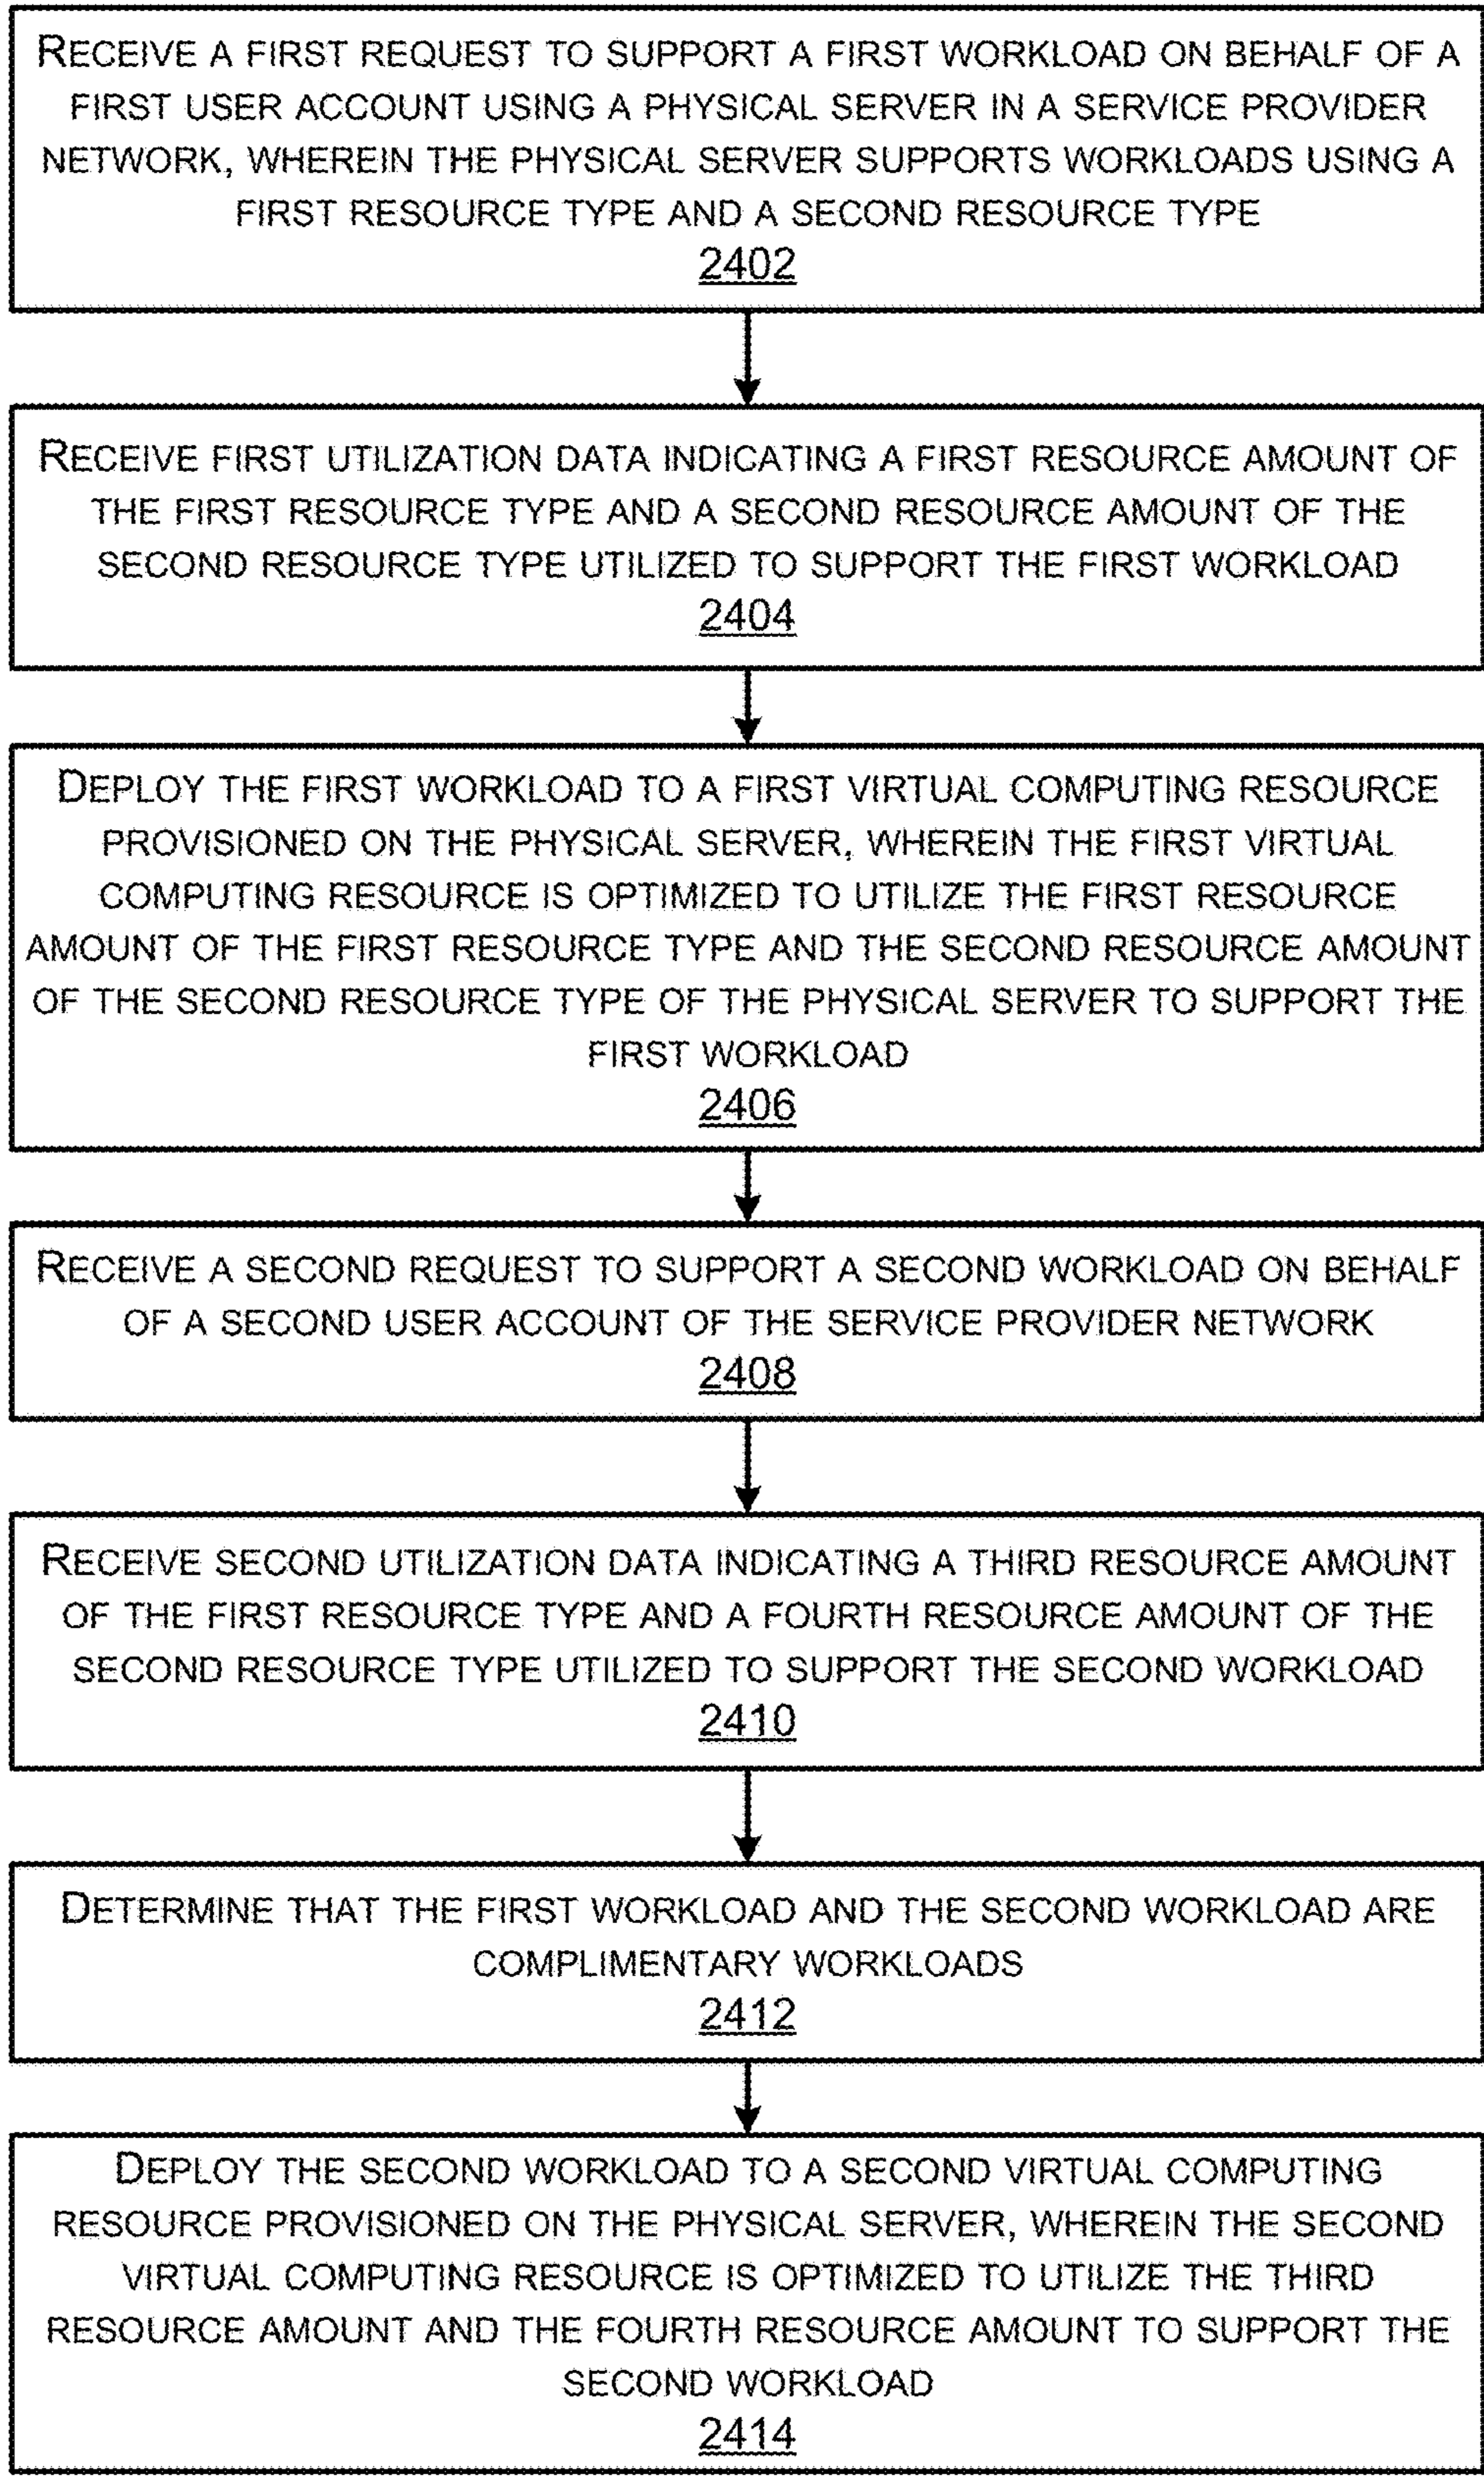 RECEIVE A FIRST REQUEST TO SUPPORT A FIRST WORKLOAD ON BEHALF OF A
FIRST USER ACCOUNT USING A PHYSICAL SERVER IN A SERVICE PROVIDER
NETWORK, WHEREIN THE PHYSICAL SERVER SUPPORTS WORKLOADS USING A
FIRST RESOURCE TYPE AND A SECOND RESOURCE TYPE
2402
RECEIVE FIRST UTILIZATION DATA INDICATING A FIRST RESOURCE AMOUNT OF
THE FIRST RESOURCE TYPE AND A SECOND RESOURCE AMOUNT OF THE
SECOND RESOURCE TYPE UTILIZED TO SUPPORT THE FIRST WORKLOAD
2404
DEPLOY THE FIRST WORKLOAD TO A FIRST VIRTUAL COMPUTING RESOURCE
PROVISIONED ON THE PHYSICAL SERVER, WHEREIN THE FIRST VIRTUAL
COMPUTING RESOURCE IS OPTIMIZED TO UTILIZE THE FIRST RESOURCE
AMOUNT OF THE FIRST RESOURCE TYPE AND THE SECOND RESOURCE AMOUNT
OF THE SECOND RESOURCE TYPE OF THE PHYSICAL SERVER TO SUPPORT THE
FIRST WORKLOAD
2406
RECEIVE A SECOND REQUEST TO SUPPORT A SECOND WORKLOAD ON BEHALF
OF A SECOND USER ACCOUNT OF THE SERVICE PROVIDER NETWORK
2408
RECEIVE SECOND UTILIZATION DATA INDICATING A THIRD RESOURCE AMOUNT
OF THE FIRST RESOURCE TYPE AND A FOURTH RESOURCE AMOUNT OF THE
SECOND RESOURCE TYPE UTILIZED TO SUPPORT THE SECOND WORKLOAD
2410
DETERMINE THAT THE FIRST WORKLOAD AND THE SECOND WORKLOAD ARE
COMPLIMENTARY WORKLOADS
2412
DEPLOY THE SECOND WORKLOAD TO A SECOND VIRTUAL COMPUTING
RESOURCE PROVISIONED ON THE PHYSICAL SERVER, WHEREIN THE SECOND
VIRTUAL COMPUTING RESOURCE IS OPTIMIZED TO UTILIZE THE THIRD
RESOURCE AMOUNT AND THE FOURTH RESOURCE AMOUNT TO SUPPORT THE
SECOND WORKLOAD
2414